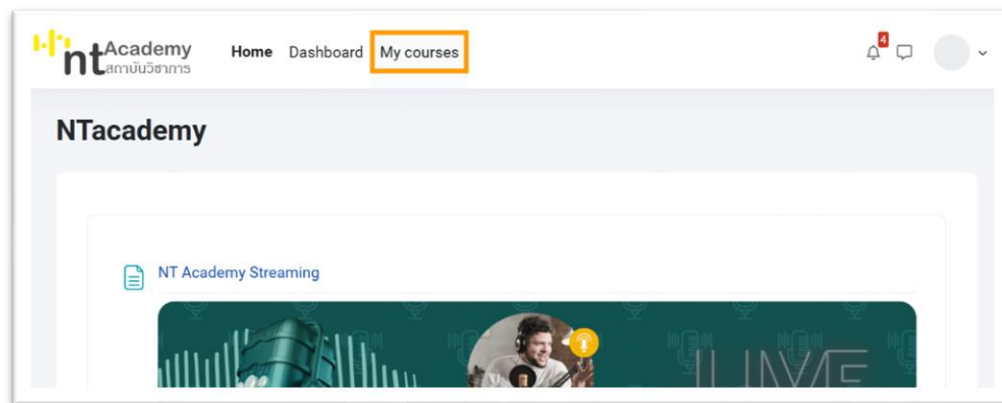 nt Academy
สถาบันวิชาการ
Home Dashboard My courses
4
NTacademy
NT Academy Streaming
LIVE